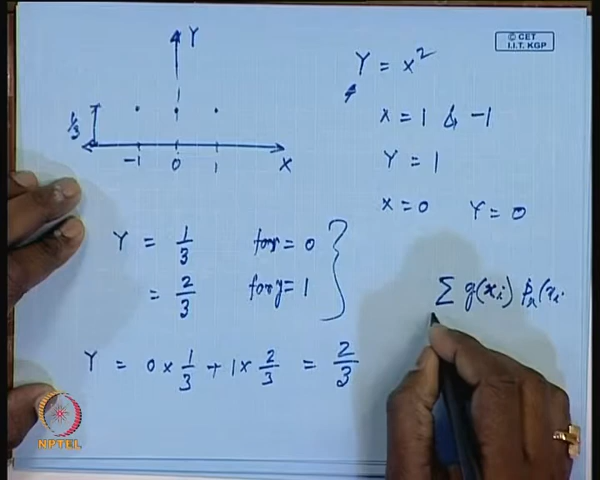 Y
© CET
I.I.T. KGP
Y = x²
1/3
X = 1 & -1
-1 0 1 X
Y = 1
X = 0 Y = 0
Y = 1/3 for y = 0
= 2/3 for y = 1
Σ g(xᵢ) pₓ(xᵢ
Y = 0 × 1/3 + 1 × 2/3 = 2/3
NPTEL